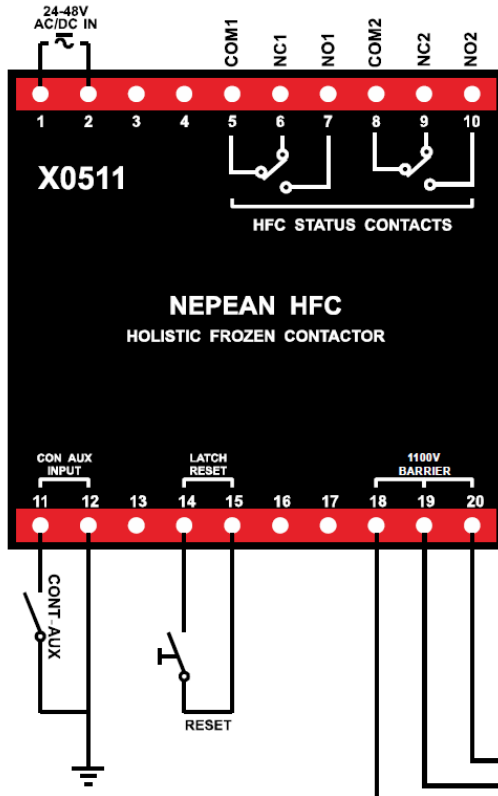 24-48V
AC/DC IN
COM1 NC1 NO1 COM2 NC2 NO2
1 2 3 4 5 6 7 8 9 10
X0511
HFC STATUS CONTACTS
NEPEAN HFC
HOLISTIC FROZEN CONTACTOR
CON AUX
INPUT
LATCH
RESET
1100V
BARRIER
11 12 13 14 15 16 17 18 19 20
CONT-AUX
RESET